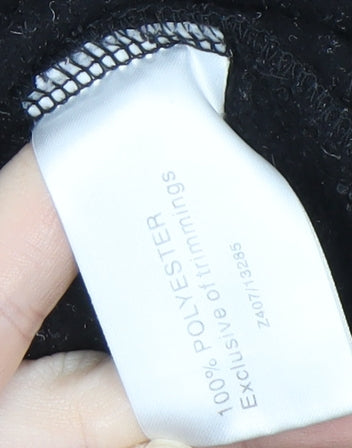 100% POLYESTER
Exclusive of trimmings
Z407/13285